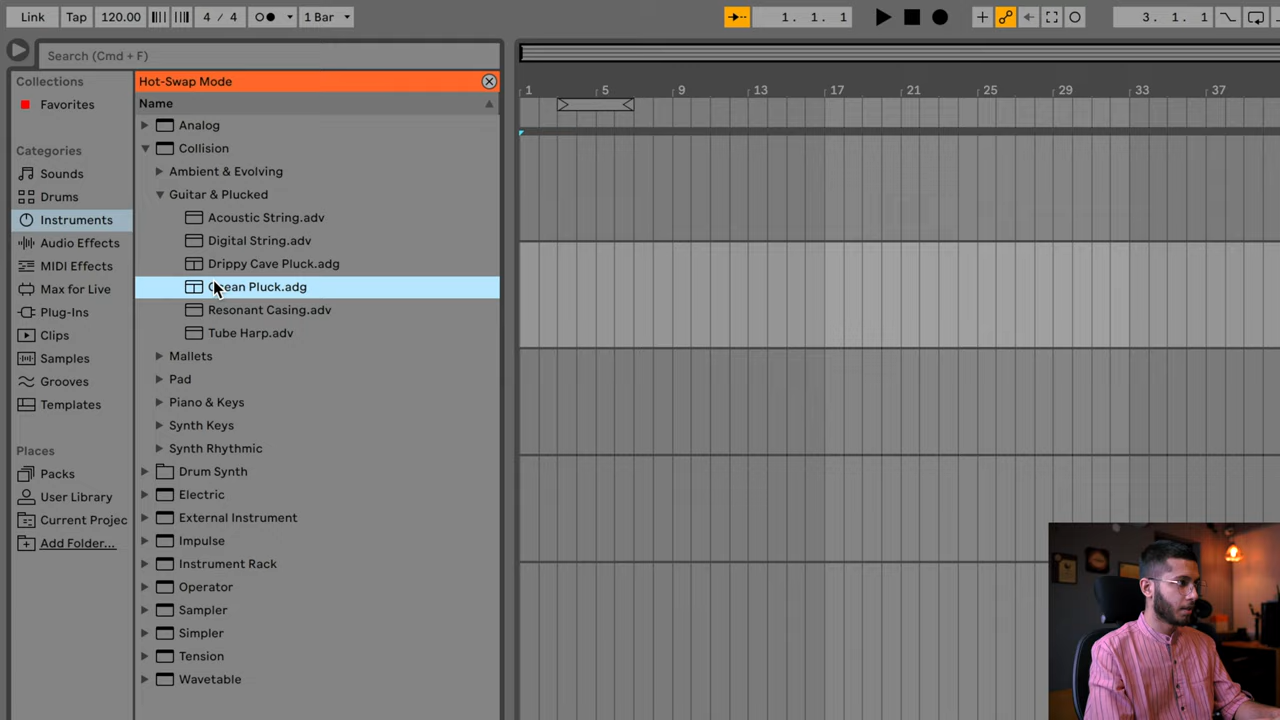 Link Tap 120.00 4 / 4 1 Bar 1. 1. 1 3. 1. 1
Search (Cmd + F)
Collections
Favorites
Categories
Sounds
Drums
Instruments
Audio Effects
MIDI Effects
Max for Live
Plug-Ins
Clips
Samples
Grooves
Templates
Places
Packs
User Library
Current Projec
Add Folder...
Hot-Swap Mode
Name
Analog
Collision
Ambient & Evolving
Guitar & Plucked
Acoustic String.adv
Digital String.adv
Drippy Cave Pluck.adg
Ocean Pluck.adg
Resonant Casing.adv
Tube Harp.adv
Mallets
Pad
Piano & Keys
Synth Keys
Synth Rhythmic
Drum Synth
Electric
External Instrument
Impulse
Instrument Rack
Operator
Sampler
Simpler
Tension
Wavetable
1 5 9 13 17 21 25 29 33 37